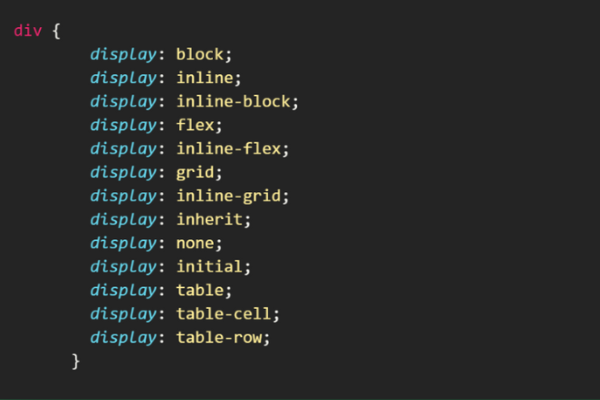 div {
display: block;
display: inline;
display: inline-block;
display: flex;
display: inline-flex;
display: grid;
display: inline-grid;
display: inherit;
display: none;
display: initial;
display: table;
display: table-cell;
display: table-row;
}